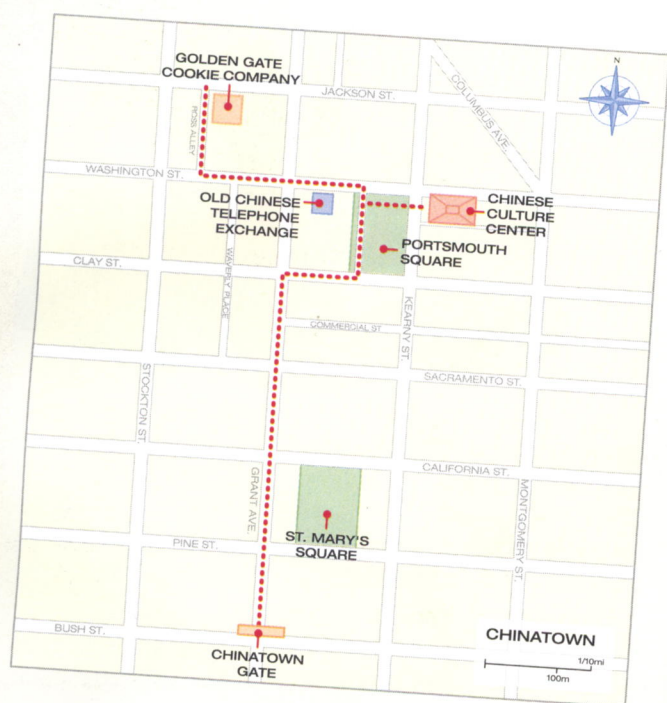 GOLDEN GATE
COOKIE COMPANY
JACKSON ST.
COLUMBUS AVE.
N
ROSS ALLEY
WASHINGTON ST.
OLD CHINESE
TELEPHONE
EXCHANGE
CHINESE
CULTURE
CENTER
PORTSMOUTH
SQUARE
CLAY ST.
WAVERLY PLACE
COMMERCIAL ST
KEARNY ST.
SACRAMENTO ST.
STOCKTON ST.
CALIFORNIA ST.
GRANT AVE.
MONTGOMERY ST.
ST. MARY'S
SQUARE
PINE ST.
BUSH ST.
CHINATOWN
GATE
CHINATOWN
1/10mi
100m